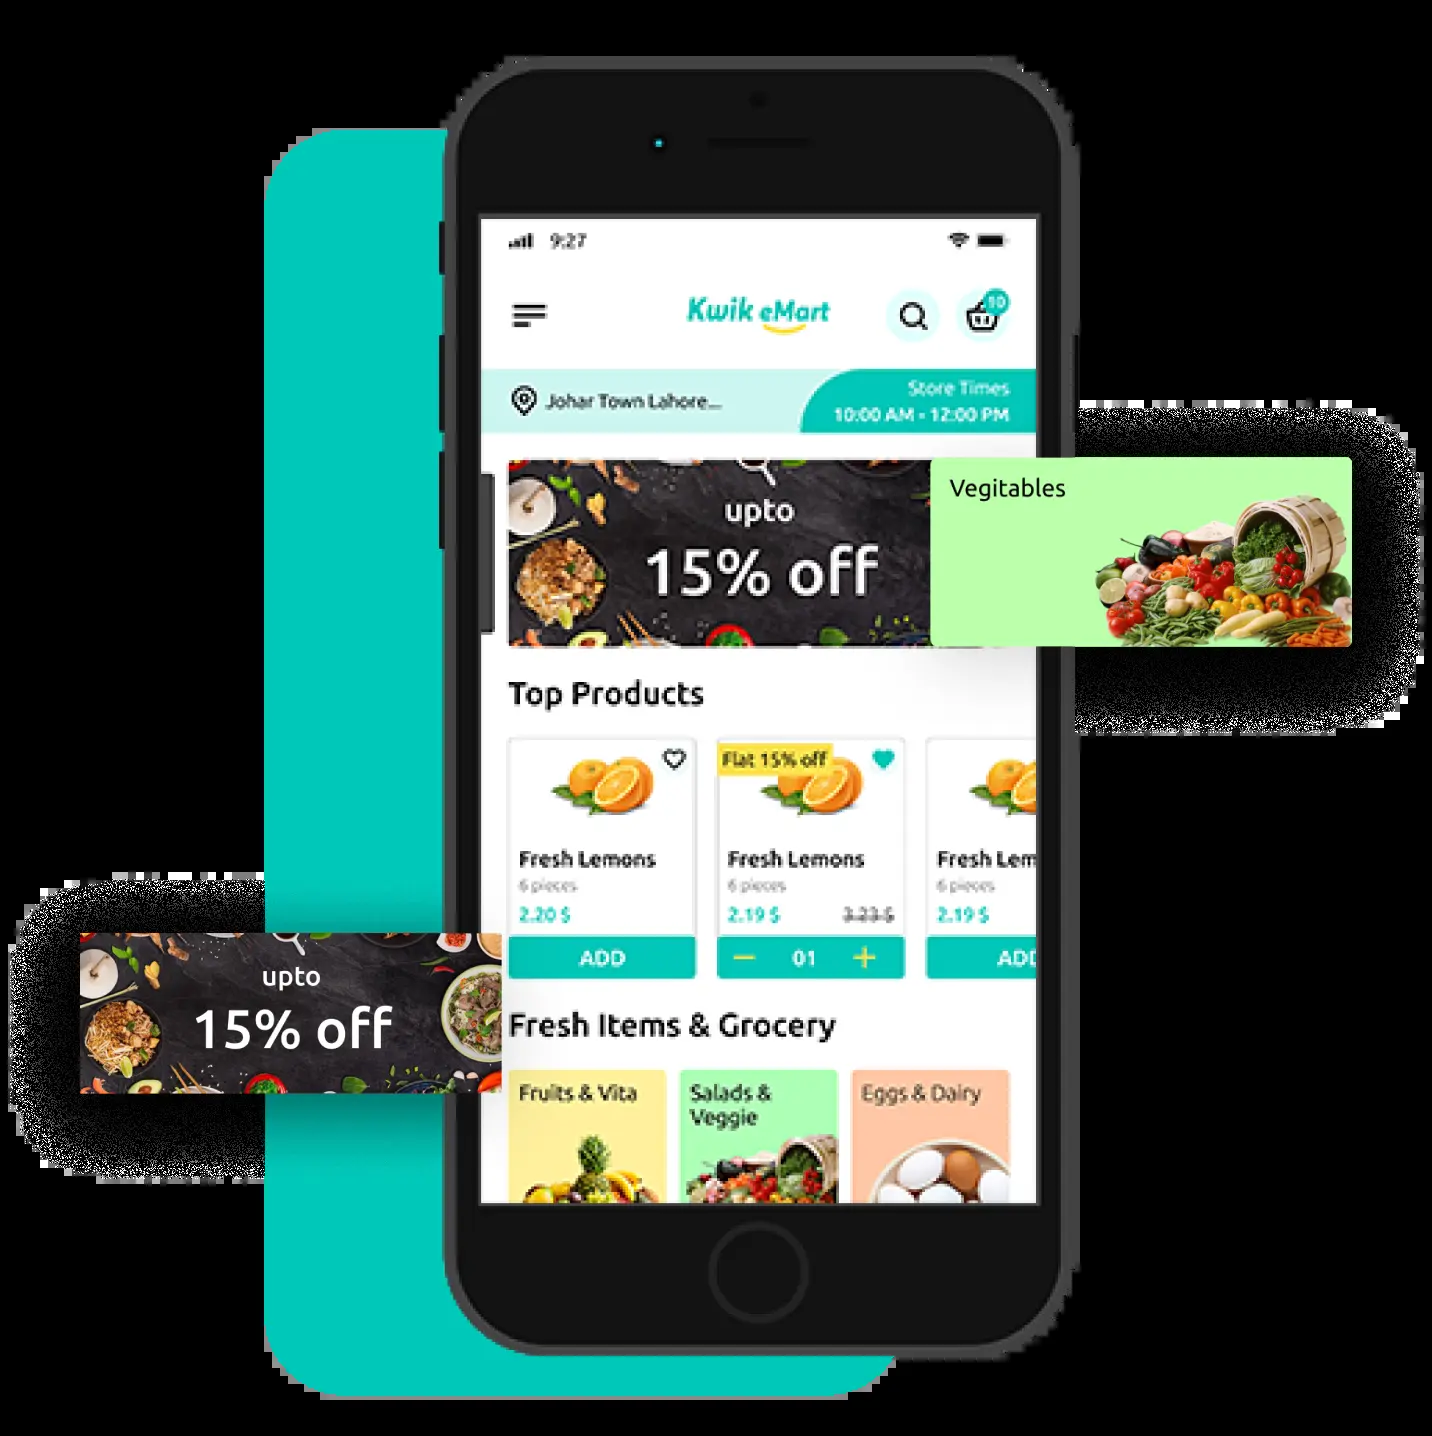 9:27
Kwik eMart
10
Johar Town Lahore...
Store Times
10:00 AM - 12:00 PM
upto
15% off
Vegitables
Top Products
Flat 15% off
Fresh Lemons
6 pieces
2.20 $
ADD
Fresh Lemons
6 pieces
2.19 $ 3.23 $
01
Fresh Lem
6 pieces
2.19 $
ADD
upto
15% off
Fresh Items & Grocery
Fruits & Vita
Salads &
Veggie
Eggs & Dairy